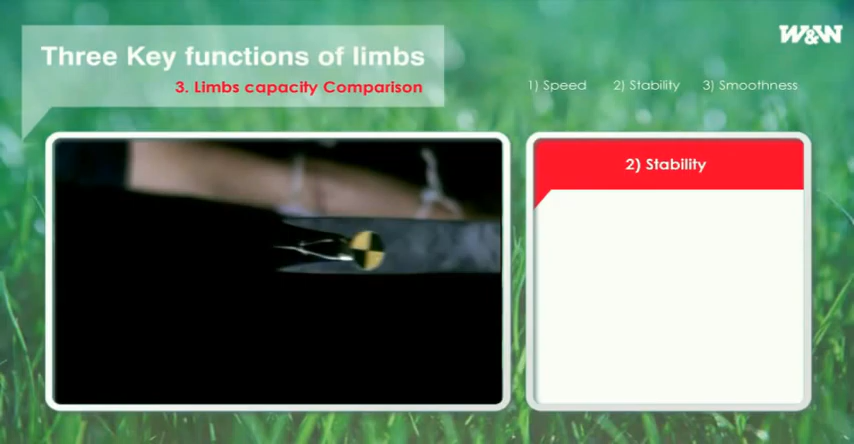 W&W
Three Key functions of limbs
3. Limbs capacity Comparison
1) Speed 2) Stability 3) Smoothness
2) Stability